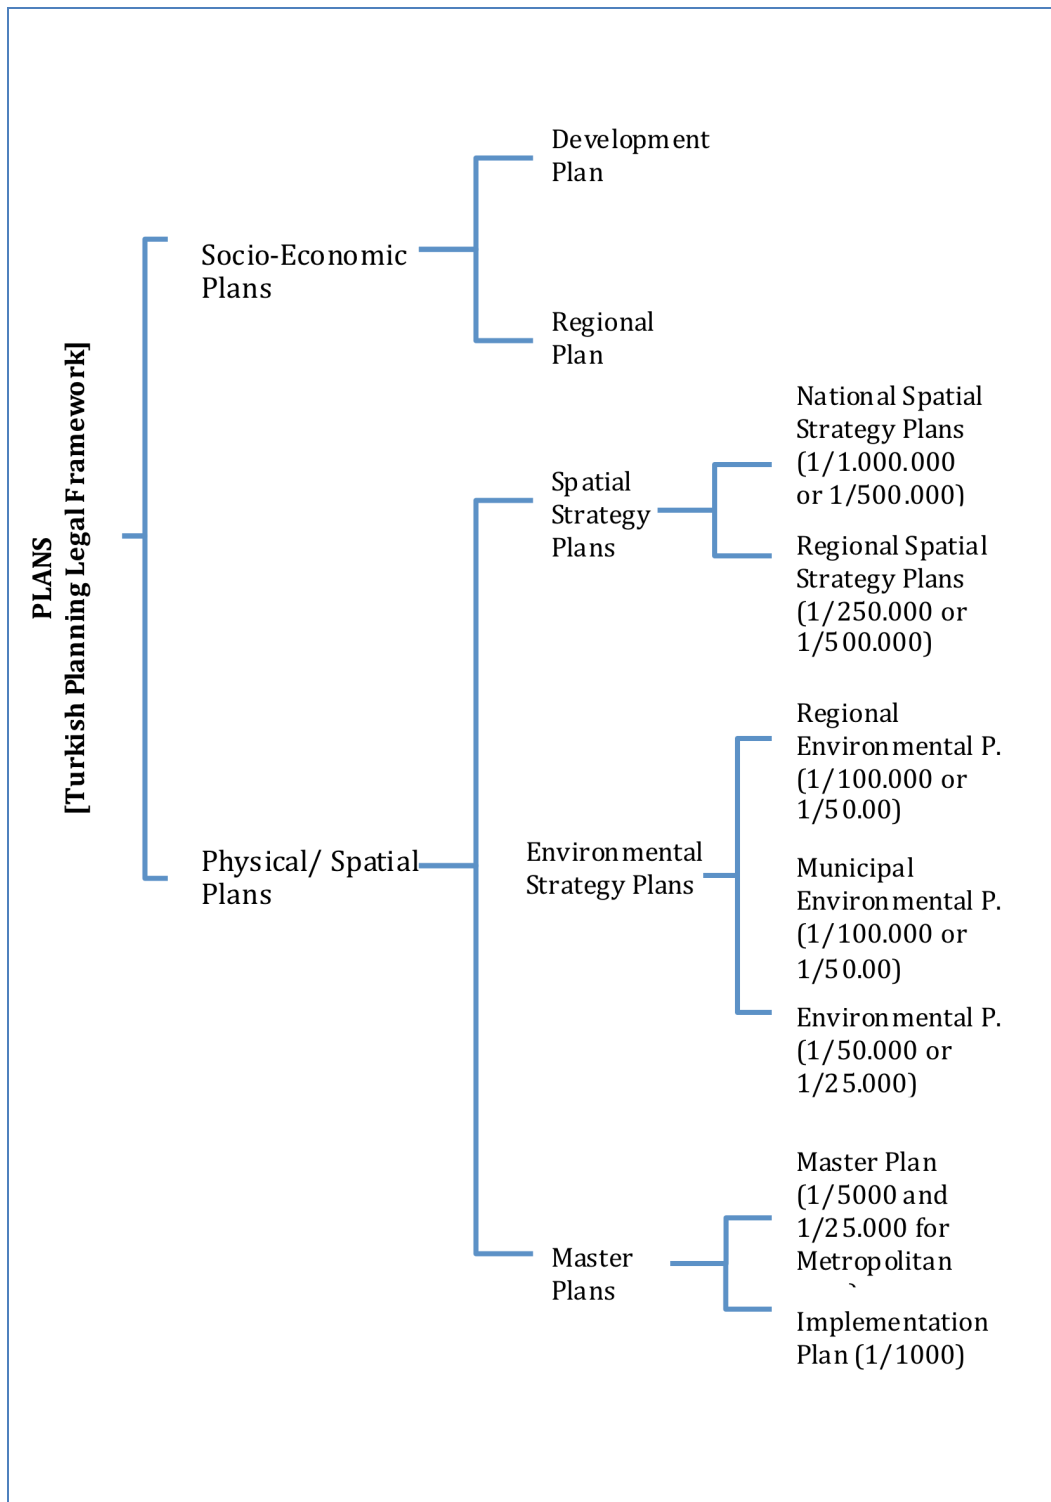 PLANS
[Turkish Planning Legal Framework]
Socio-Economic
Plans
Development
Plan
Regional
Plan
Physical/ Spatial
Plans
Spatial
Strategy
Plans
National Spatial
Strategy Plans
(1/1.000.000
or 1/500.000)
Regional Spatial
Strategy Plans
(1/250.000 or
1/500.000)
Environmental
Strategy Plans
Regional
Environmental P.
(1/100.000 or
1/50.00)
Municipal
Environmental P.
(1/100.000 or
1/50.00)
Environmental P.
(1/50.000 or
1/25.000)
Master
Plans
Master Plan
(1/5000 and
1/25.000 for
Metropolitan
Implementation
Plan (1/1000)